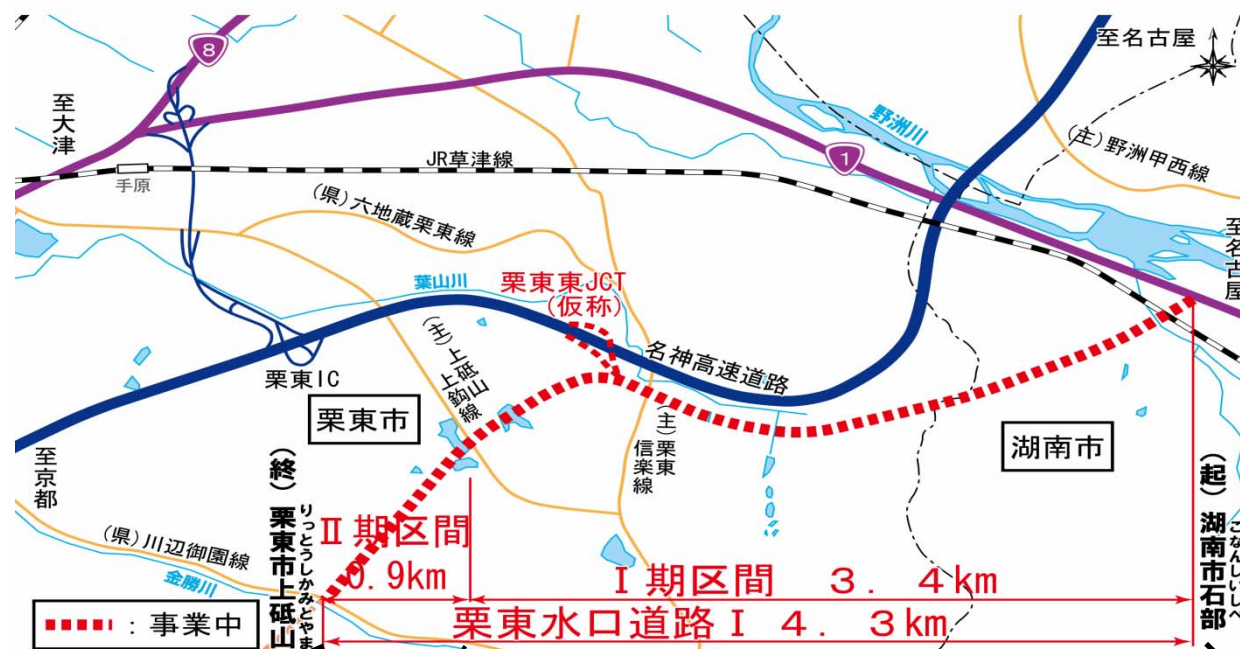 8
至名古屋
至大津
野洲川
1
(主)野洲甲西線
JR草津線
手原
(県)六地蔵栗東線
至名古屋
葉山川
栗東東JCT
(仮称)
(主)上砥山
上鈎線
名神高速道路
栗東IC
栗東市
(主)栗東
信楽線
湖南市
至京都
(終)栗東市上砥山
りっとうしかみとやま
(起)湖南市石部
こなんしいしべ
(県)川辺御園線
金勝川
Ⅱ期区間
0.9km
Ⅰ期区間 3.4km
:事業中
栗東水口道路Ⅰ 4.3km